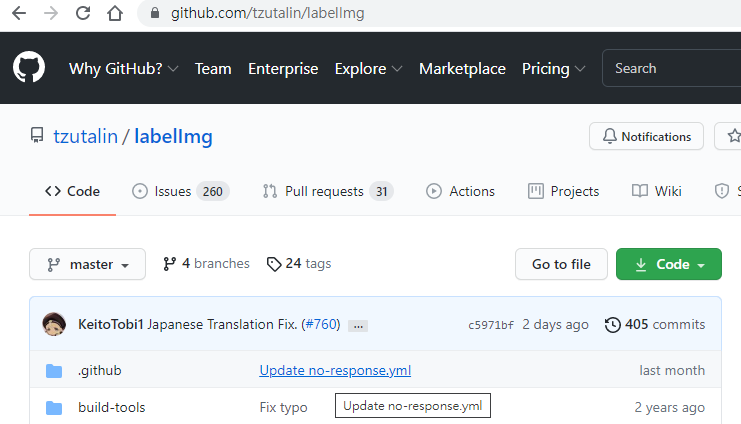 github.com/tzutalin/labelImg
Why GitHub? Team Enterprise Explore Marketplace Pricing Search
tzutalin / labelImg Notifications
Code Issues 260 Pull requests 31 Actions Projects Wiki S
master 4 branches 24 tags Go to file Code
KeitoTobi1 Japanese Translation Fix. (#760) ... c5971bf 2 days ago 405 commits
.github Update no-response.yml last month
build-tools Fix typo Update no-response.yml 2 years ago